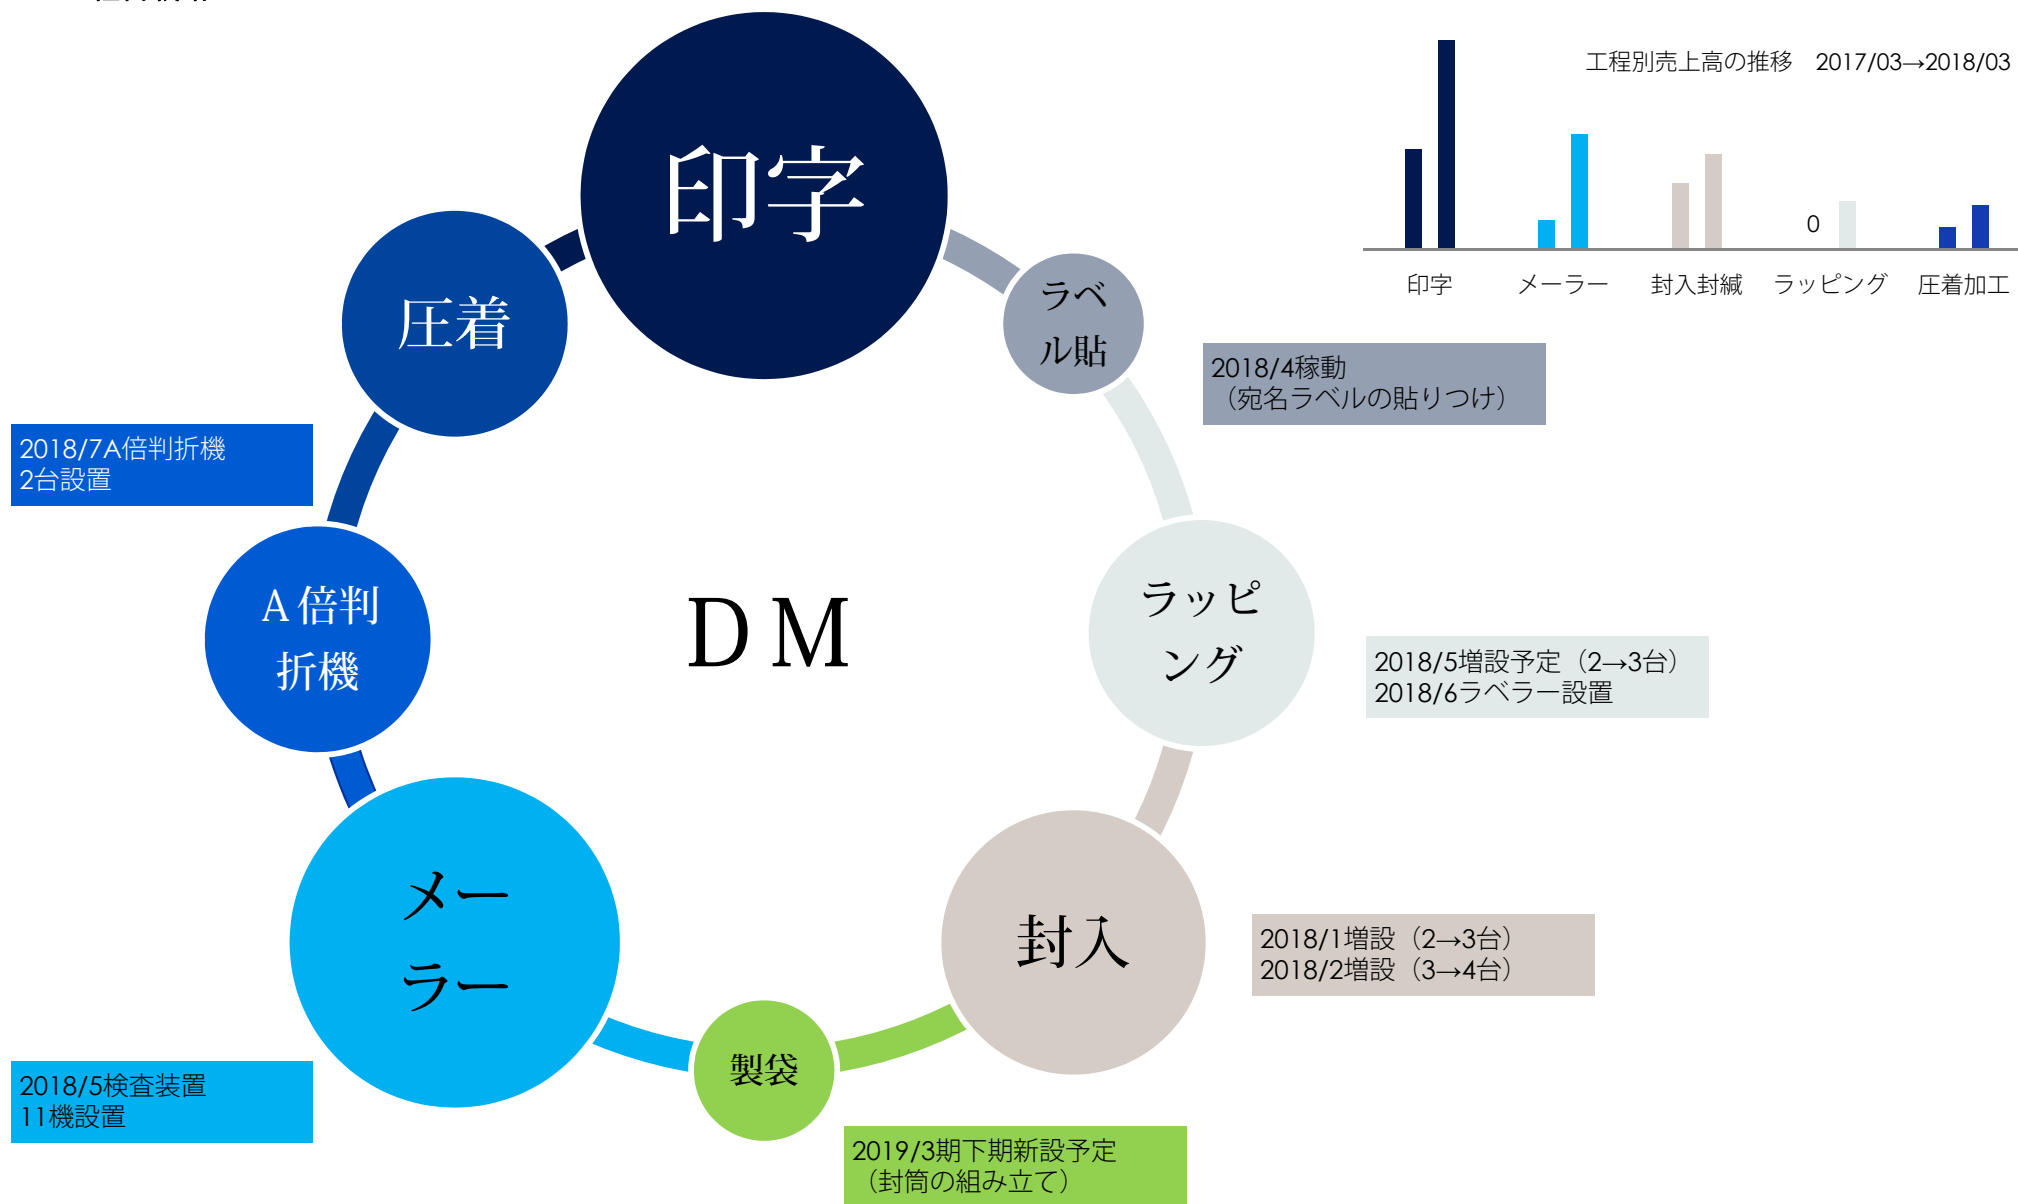 印字
工程別売上高の推移　2017/03→2018/03
0
印字
メーラー
封入封緘
ラッピング
圧着加工
ラベ
ル貼
2018/4稼動
（宛名ラベルの貼りつけ）
圧着
2018/7A倍判折機
2台設置
A倍判
折機
DM
ラッピ
ング
2018/5増設予定（2→3台）
2018/6ラベラー設置
メー
ラー
封入
2018/1増設（2→3台）
2018/2増設（3→4台）
製袋
2018/5検査装置
11機設置
2019/3期下期新設予定
（封筒の組み立て）